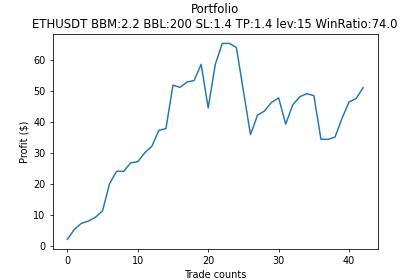 Portfolio
ETHUSDT BBM:2.2 BBL:200 SL:1.4 TP:1.4 lev:15 WinRatio:74.0
Profit ($)
60
50
40
30
20
10
0
0 10 20 30 40
Trade counts